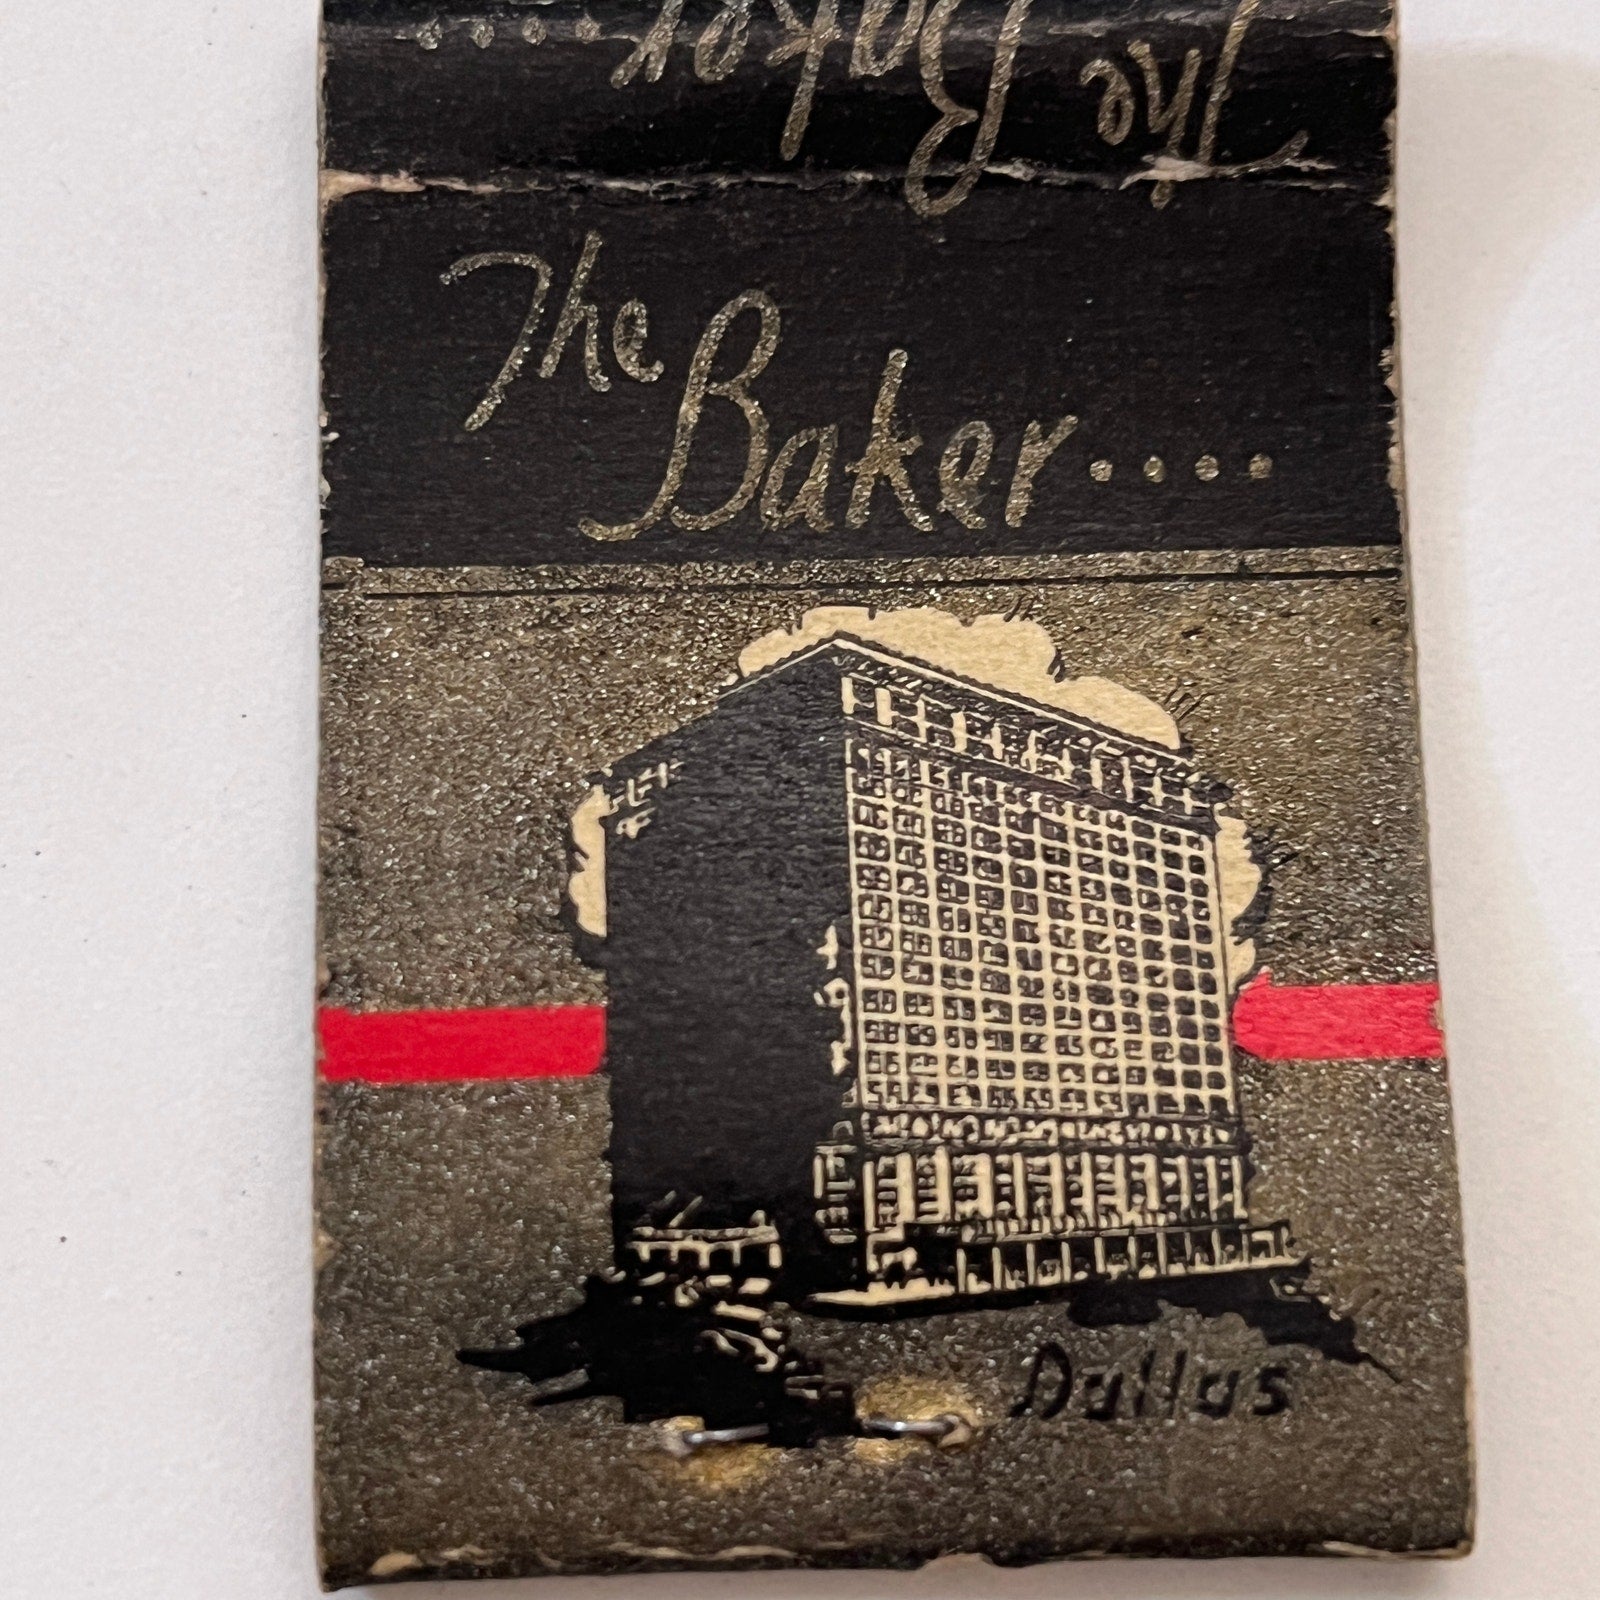 The Baker....
The
Baker....
Dallas